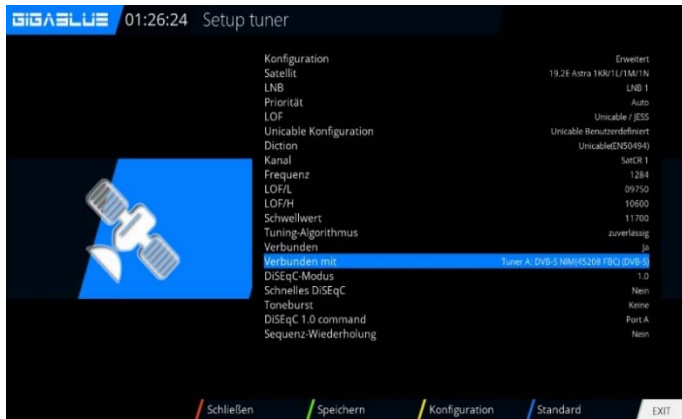 GIGABLUE 01:26:24 Setup tuner
Konfiguration Erweitert
Satellit 19.2E Astra 1KR/1L/1M/1N
LNB LNB 1
Priorität Auto
LOF Unicable / JESS
Unicable Konfiguration Unicable Benutzerdefiniert
Diction Unicable(EN50494)
Kanal SatCR 1
Frequenz 1284
LOF/L 09750
LOF/H 10600
Schwellwert 11700
Tuning-Algorithmus zuverlässig
Verbunden Ja
Verbunden mit Tuner A: DVB-S NIM(45208 FBC) (DVB-S)
DiSEqC-Modus 1.0
Schnelles DiSEqC Nein
Toneburst Keine
DiSEqC 1.0 command Port A
Sequenz-Wiederholung Nein
Schließen Speichern Konfiguration Standard EXIT